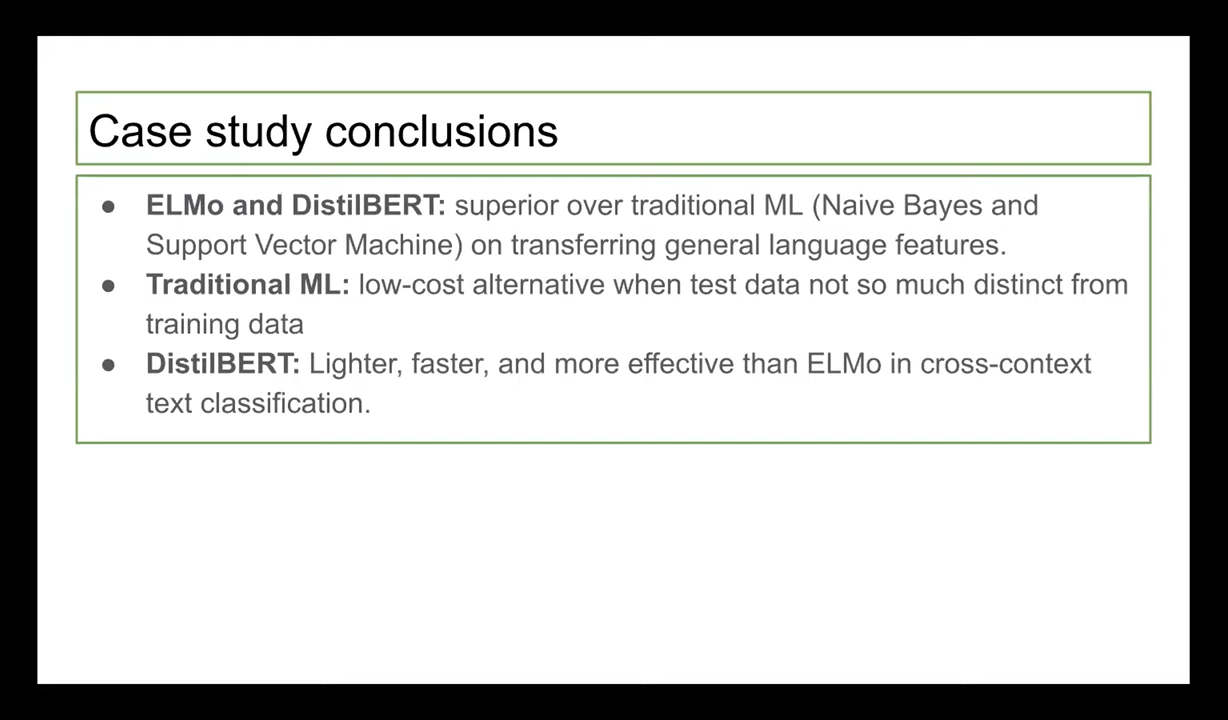 Case study conclusions
● ELMo and DistilBERT: superior over traditional ML (Naive Bayes and
Support Vector Machine) on transferring general language features.
● Traditional ML: low-cost alternative when test data not so much distinct from
training data
● DistilBERT: Lighter, faster, and more effective than ELMo in cross-context
text classification.